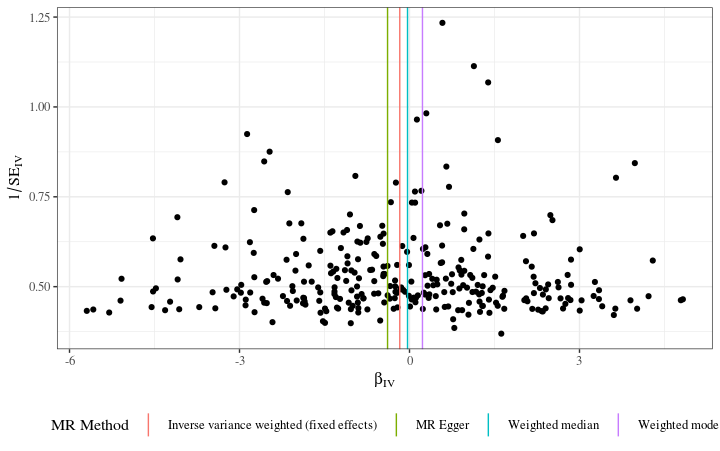 1.25
1.00
0.75
0.50
1/SE_IV
-6 -3 0 3
β_IV
MR Method Inverse variance weighted (fixed effects) MR Egger Weighted median Weighted mode